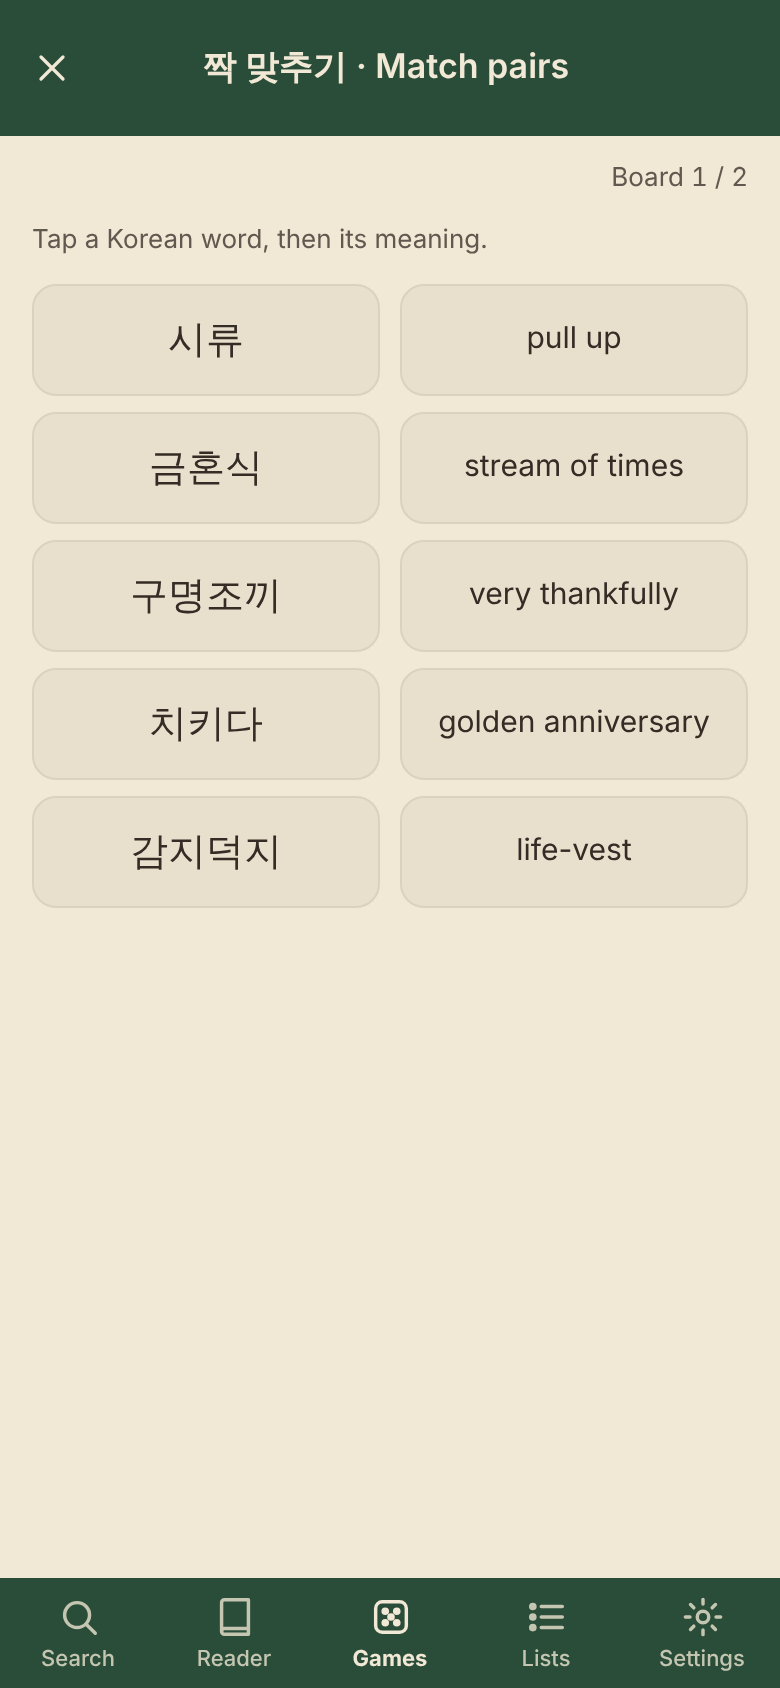 짝 맞추기 · Match pairs
Board 1 / 2
Tap a Korean word, then its meaning.
시류
pull up
금혼식
stream of times
구명조끼
very thankfully
치키다
golden anniversary
감지덕지
life-vest
Search
Reader
Games
Lists
Settings